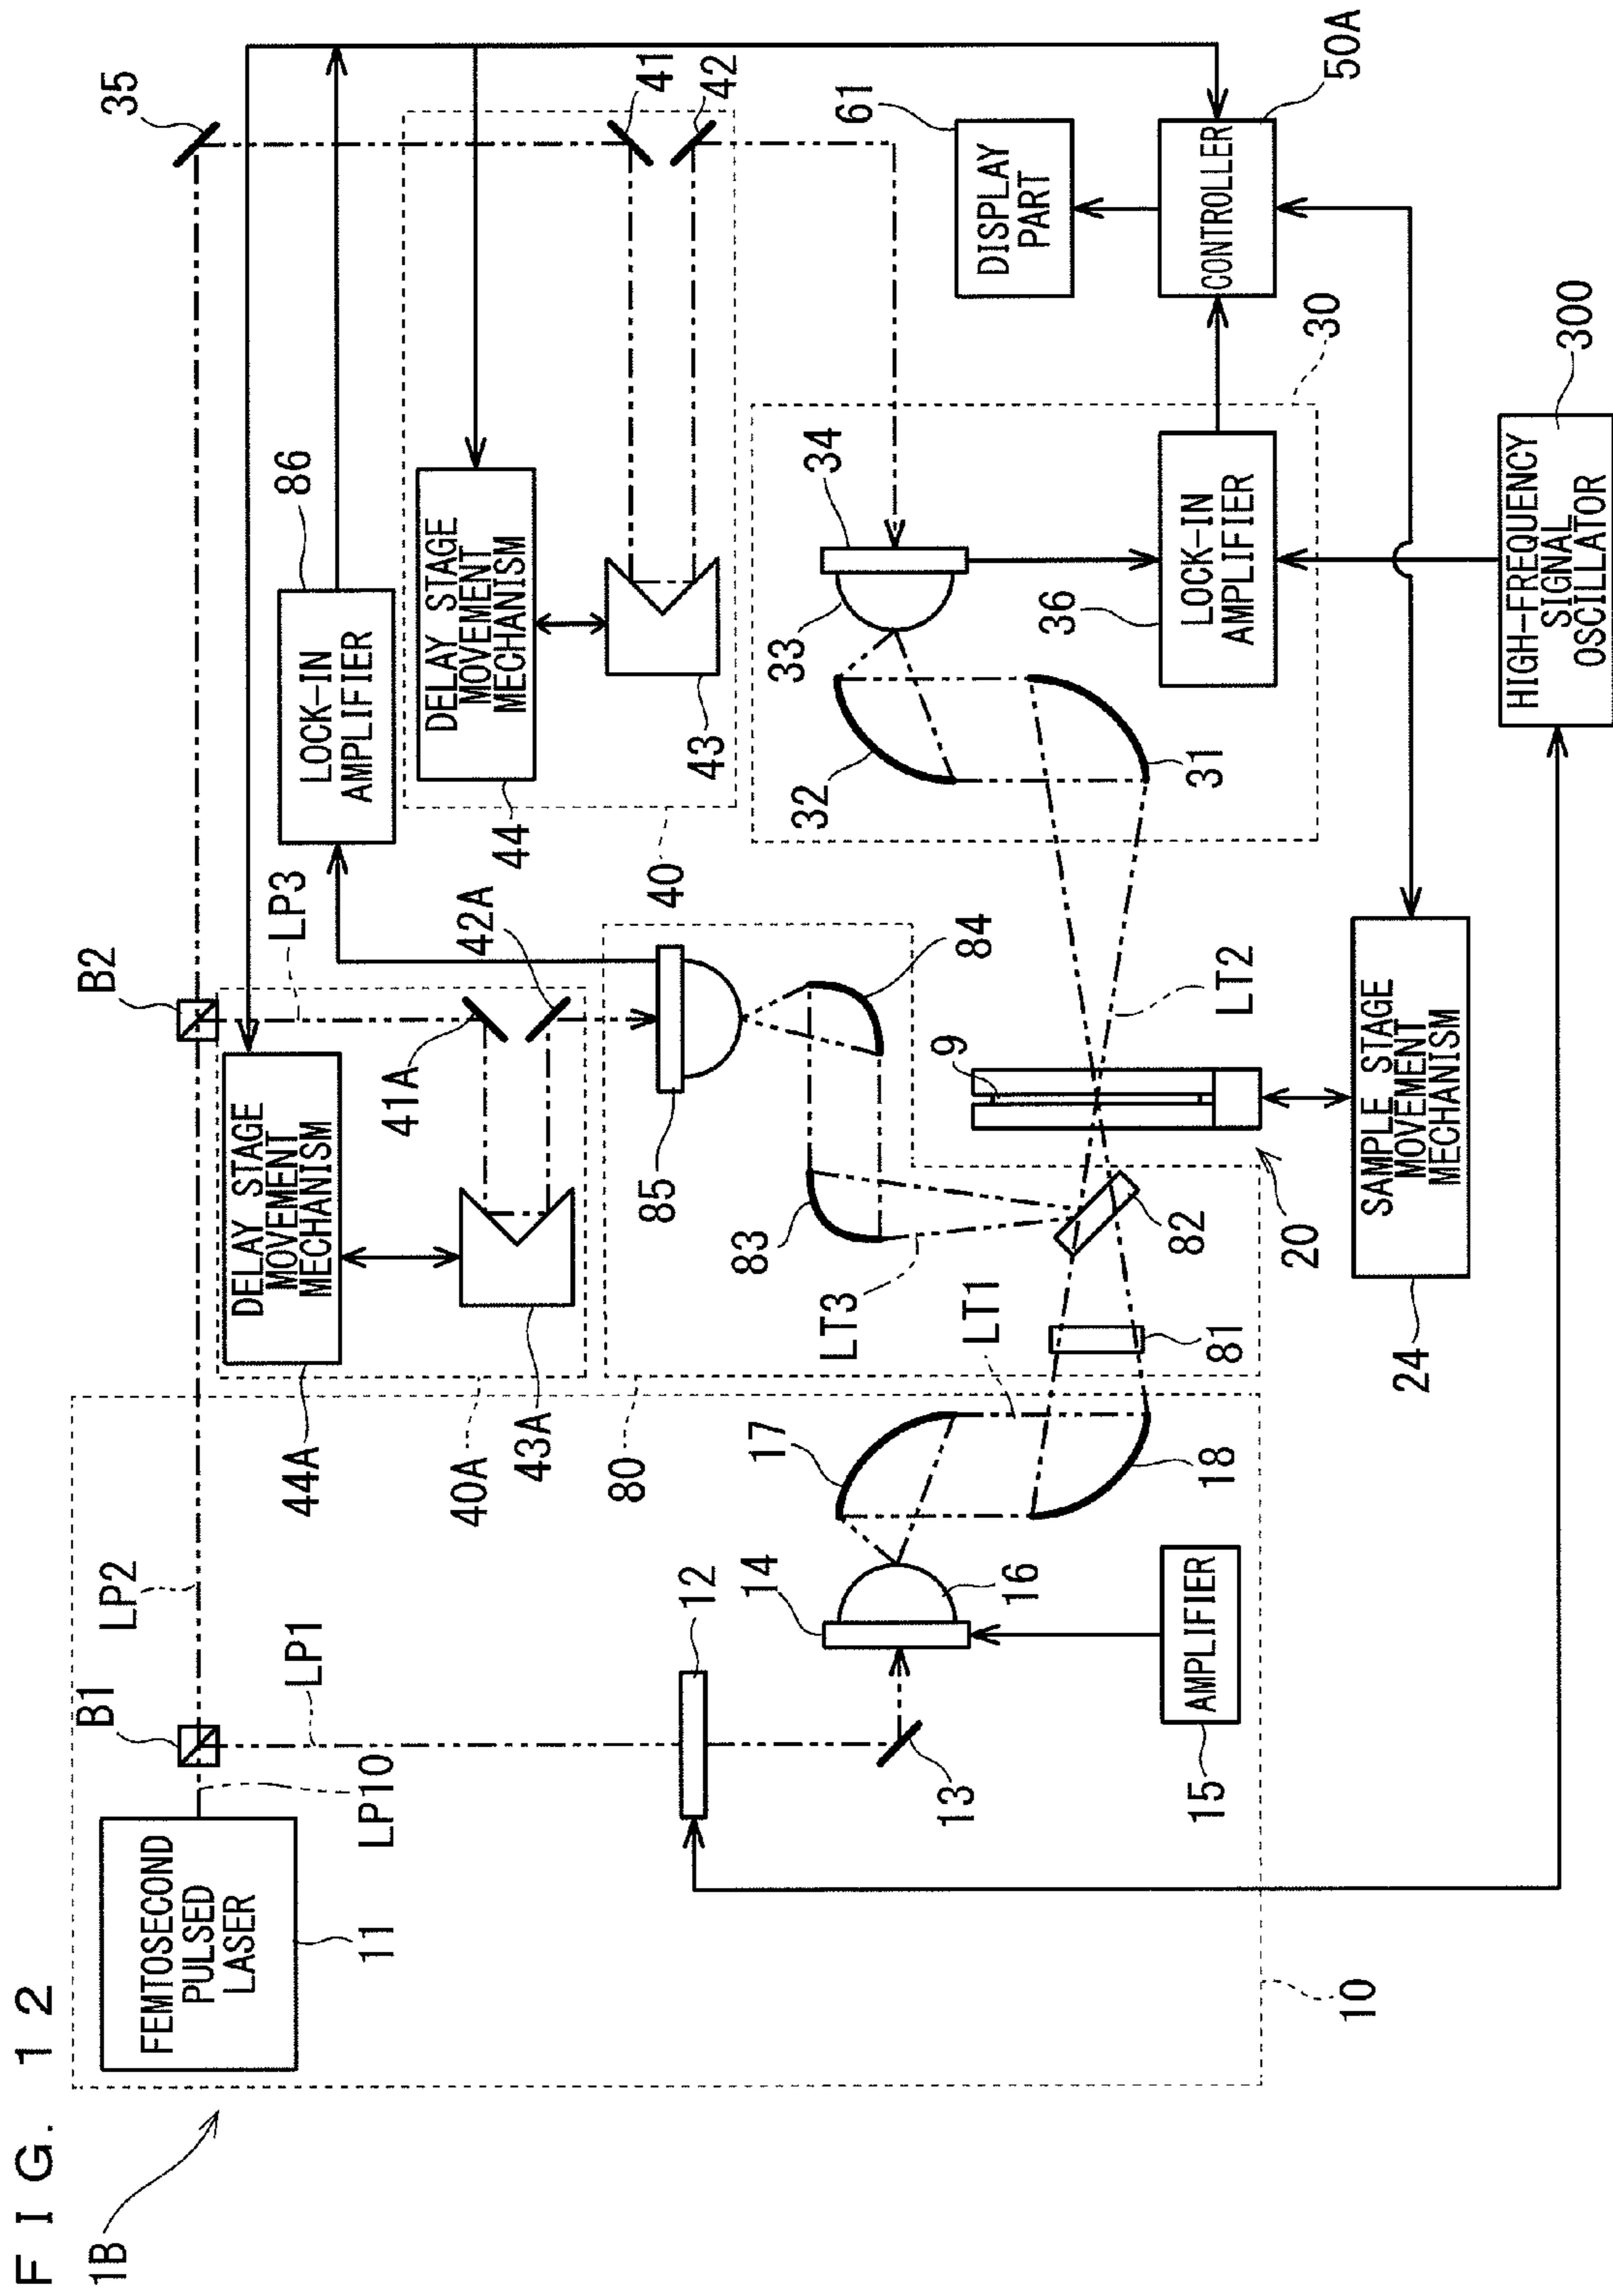 FIG. 12
1B
FEMTOSECOND
PULSED
LASER
11
LP10
B1
LP1
LP2
12
13
14
16
AMPLIFIER
15
17
18
10
DELAY STAGE
MOVEMENT
MECHANISM
44A
40A
43A
41A
42A
B2
LP3
80
LT1
LT3
81
82
83
84
85
9
20
LT2
SAMPLE STAGE
MOVEMENT
MECHANISM
24
LOCK-IN
AMPLIFIER
86
DELAY STAGE
MOVEMENT
MECHANISM
44
43
40
35
41
42
32
31
33
34
36
LOCK-IN
AMPLIFIER
30
DISPLAY
PART
61
CONTROLLER
50A
HIGH-FREQUENCY
SIGNAL
OSCILLATOR
300